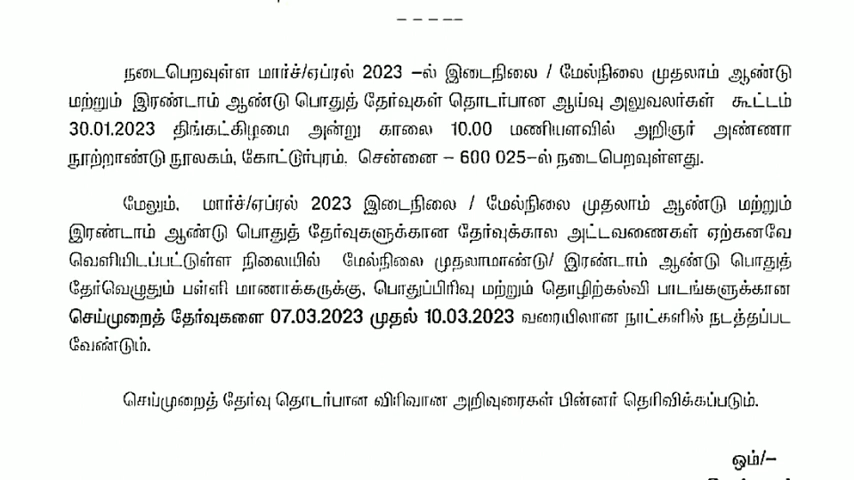 நடைபெறவுள்ள மார்ச்/ஏப்ரல் 2023 –ல் இடைநிலை / மேல்நிலை முதலாம் ஆண்டு
மற்றும் இரண்டாம் ஆண்டு பொதுத் தேர்வுகள் தொடர்பான ஆய்வு அலுவலர்கள் கூட்டம்
30.01.2023 திங்கட்கிழமை அன்று காலை 10.00 மணியளவில் அறிஞர் அண்ணா
நூற்றாண்டு நூலகம், கோட்டூர்புரம், சென்னை – 600 025–ல் நடைபெறவுள்ளது.
மேலும், மார்ச்/ஏப்ரல் 2023 இடைநிலை / மேல்நிலை முதலாம் ஆண்டு மற்றும்
இரண்டாம் ஆண்டு பொதுத் தேர்வுகளுக்கான தேர்வுக்கால அட்டவணைகள் ஏற்கனவே
வெளியிடப்பட்டுள்ள நிலையில் மேல்நிலை முதலாமாண்டு/ இரண்டாம் ஆண்டு பொதுத்
தேர்வெழுதும் பள்ளி மாணாக்கருக்கு, பொதுப்பிரிவு மற்றும் தொழிற்கல்வி பாடங்களுக்கான
செய்முறைத் தேர்வுகளை 07.03.2023 முதல் 10.03.2023 வரையிலான நாட்களில் நடத்தப்பட
வேண்டும்.
செய்முறைத் தேர்வு தொடர்பான விரிவான அறிவுரைகள் பின்னர் தெரிவிக்கப்படும்.
ஒம்/–